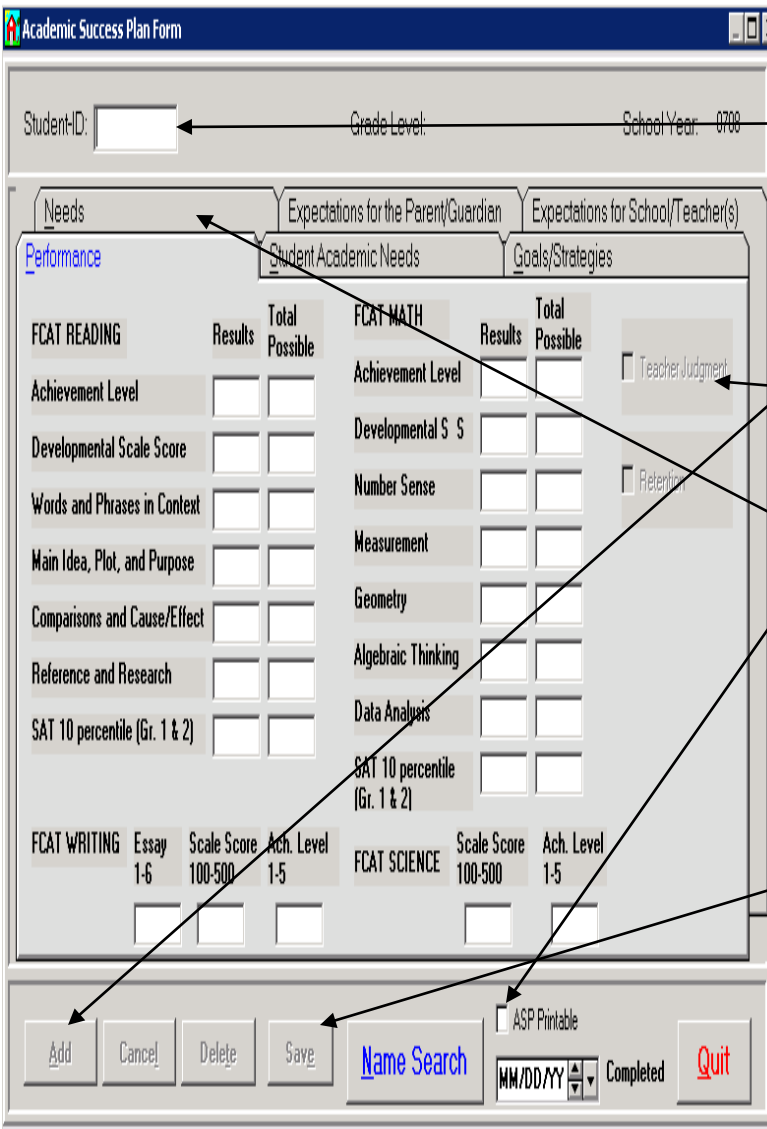 Academic Success Plan Form
Student-ID: Grade Level: School Year: 0708
Needs Expectations for the Parent/Guardian Expectations for School/Teacher(s)
Performance Student Academic Needs Goals/Strategies
FCAT READING Results Total Possible FCAT MATH Results Total Possible
Teacher Judgment
Achievement Level Achievement Level
Developmental Scale Score Developmental S S
Retention
Words and Phrases in Context Number Sense
Main Idea, Plot, and Purpose Measurement
Comparisons and Cause/Effect Geometry
Reference and Research Algebraic Thinking
SAT 10 percentile (Gr. 1 & 2) Data Analysis
SAT 10 percentile
(Gr. 1 & 2)
FCAT WRITING Essay 1-6 Scale Score 100-500 Ach. Level 1-5 FCAT SCIENCE Scale Score 100-500 Ach. Level 1-5
ASP Printable
Add Cancel Delete Save Name Search MM/DD/YY Completed Quit